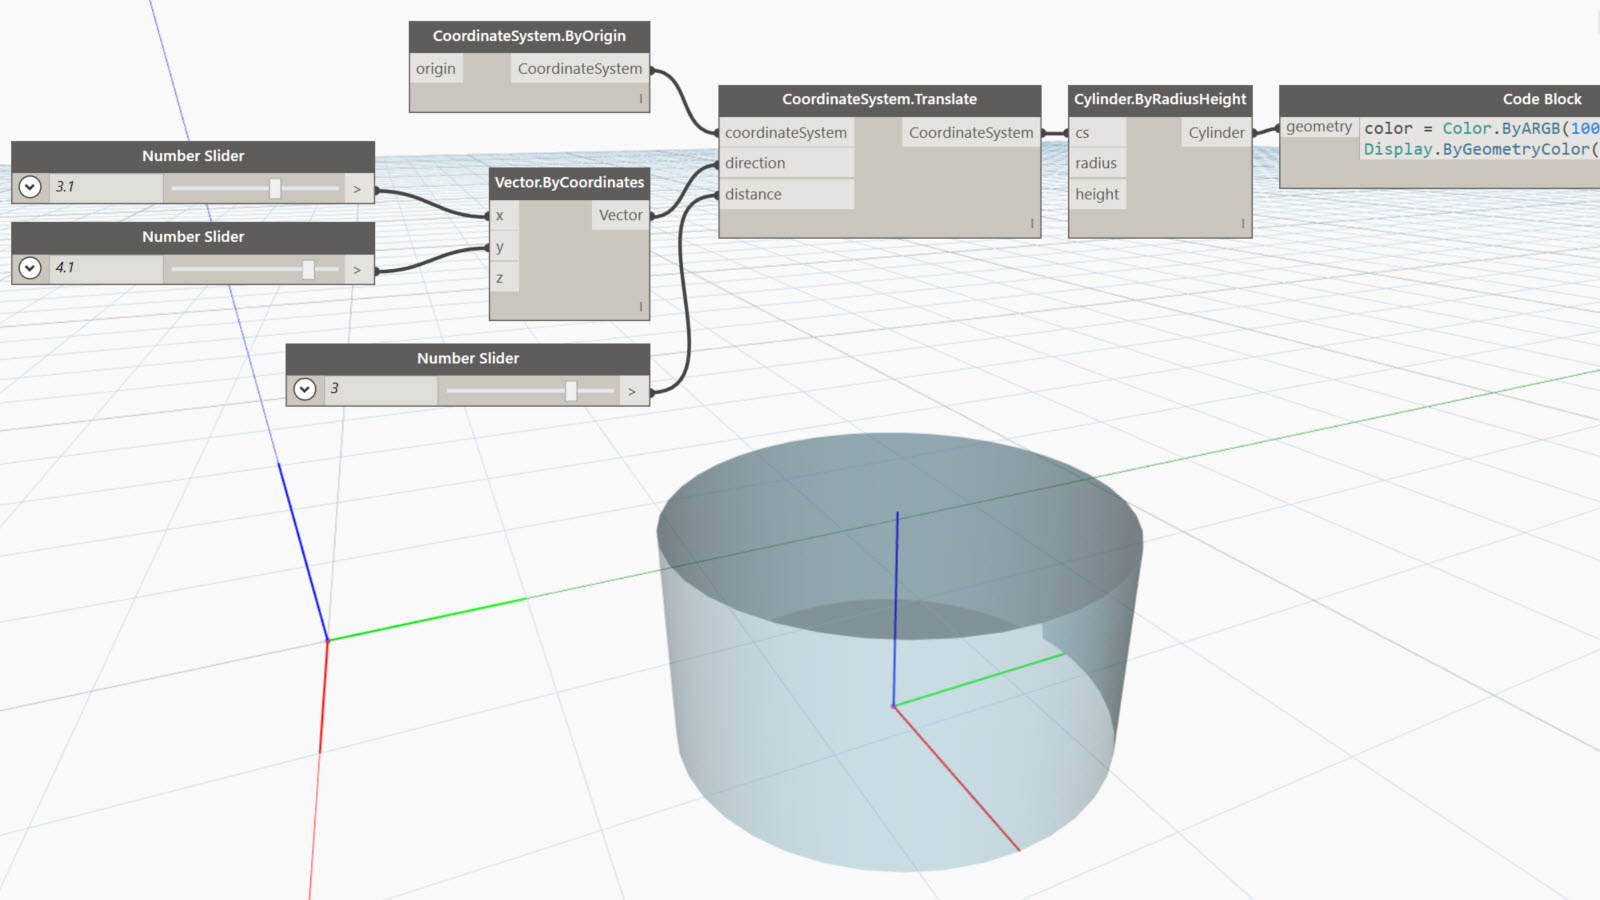 CoordinateSystem.ByOrigin
origin CoordinateSystem
Number Slider
3.1 >
Number Slider
4.1 >
Vector.ByCoordinates
x Vector
y
z
Number Slider
3 >
CoordinateSystem.Translate
coordinateSystem CoordinateSystem
direction
distance
Cylinder.ByRadiusHeight
cs Cylinder
radius
height
Code Block
geometry color = Color.ByARGB(100
Display.ByGeometryColor(